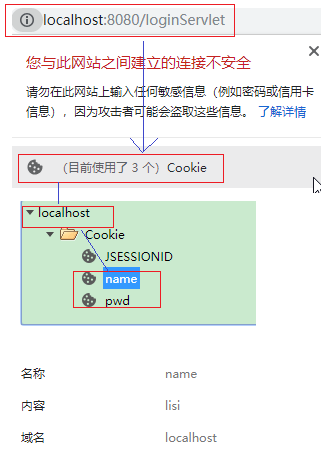 localhost:8080/loginServlet
您与此网站之间建立的连接不安全
请勿在此网站上输入任何敏感信息（例如密码或信用卡
信息），因为攻击者可能会盗取这些信息。 了解详情
（目前使用了 3 个）Cookie
localhost
Cookie
JSESSIONID
name
pwd
名称 name
内容 lisi
域名 localhost